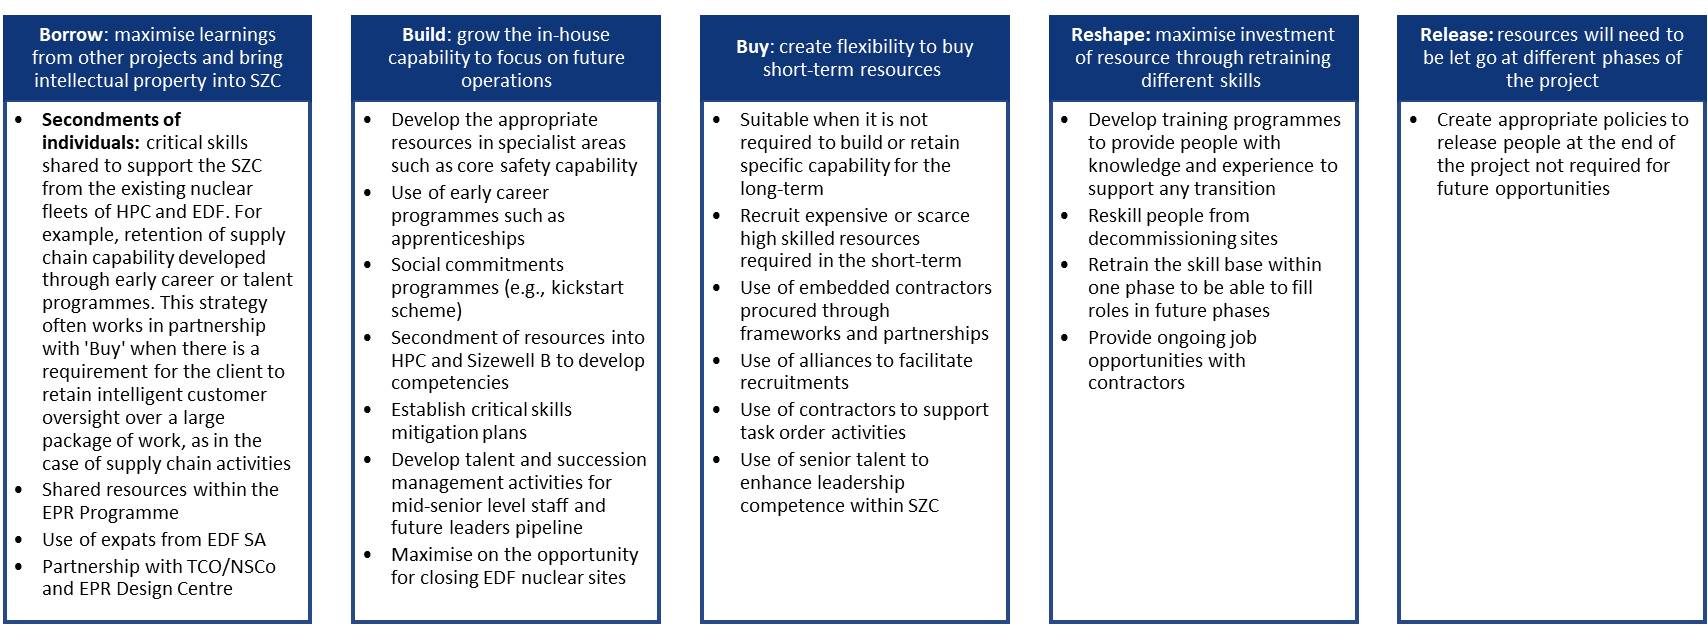 Borrow: maximise learnings
from other projects and bring
intellectual property into SZC
• Secondments of
individuals: critical skills
shared to support the SZC
from the existing nuclear
fleets of HPC and EDF. For
example, retention of supply
chain capability developed
through early career or talent
programmes. This strategy
often works in partnership
with 'Buy' when there is a
requirement for the client to
retain intelligent customer
oversight over a large
package of work, as in the
case of supply chain activities
• Shared resources within the
EPR Programme
• Use of expats from EDF SA
• Partnership with TCO/NSCo
and EPR Design Centre
Build: grow the in-house
capability to focus on future
operations
• Develop the appropriate
resources in specialist areas
such as core safety capability
• Use of early career
programmes such as
apprenticeships
• Social commitments
programmes (e.g., kickstart
scheme)
• Secondment of resources into
HPC and Sizewell B to develop
competencies
• Establish critical skills
mitigation plans
• Develop talent and succession
management activities for
mid-senior level staff and
future leaders pipeline
• Maximise on the opportunity
for closing EDF nuclear sites
Buy: create flexibility to buy
short-term resources
• Suitable when it is not
required to build or retain
specific capability for the
long-term
• Recruit expensive or scarce
high skilled resources
required in the short-term
• Use of embedded contractors
procured through
frameworks and partnerships
• Use of alliances to facilitate
recruitments
• Use of contractors to support
task order activities
• Use of senior talent to
enhance leadership
competence within SZC
Reshape: maximise investment
of resource through retraining
different skills
• Develop training programmes
to provide people with
knowledge and experience to
support any transition
• Reskill people from
decommissioning sites
• Retrain the skill base within
one phase to be able to fill
roles in future phases
• Provide ongoing job
opportunities with
contractors
Release: resources will need to
be let go at different phases of
the project
• Create appropriate policies to
release people at the end of
the project not required for
future opportunities